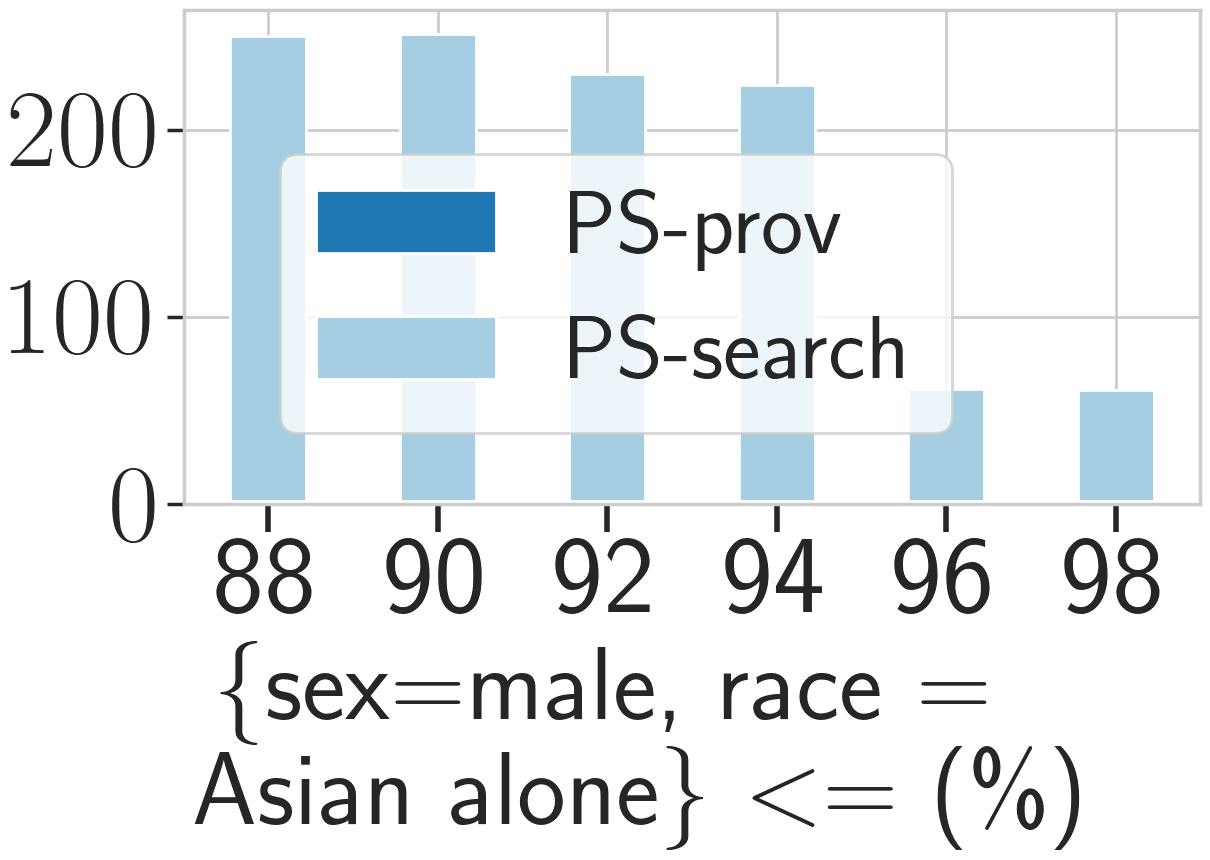 200
100
0
PS-prov
PS-search
88 90 92 94 96 98
{sex=male, race =
Asian alone} <= (%)